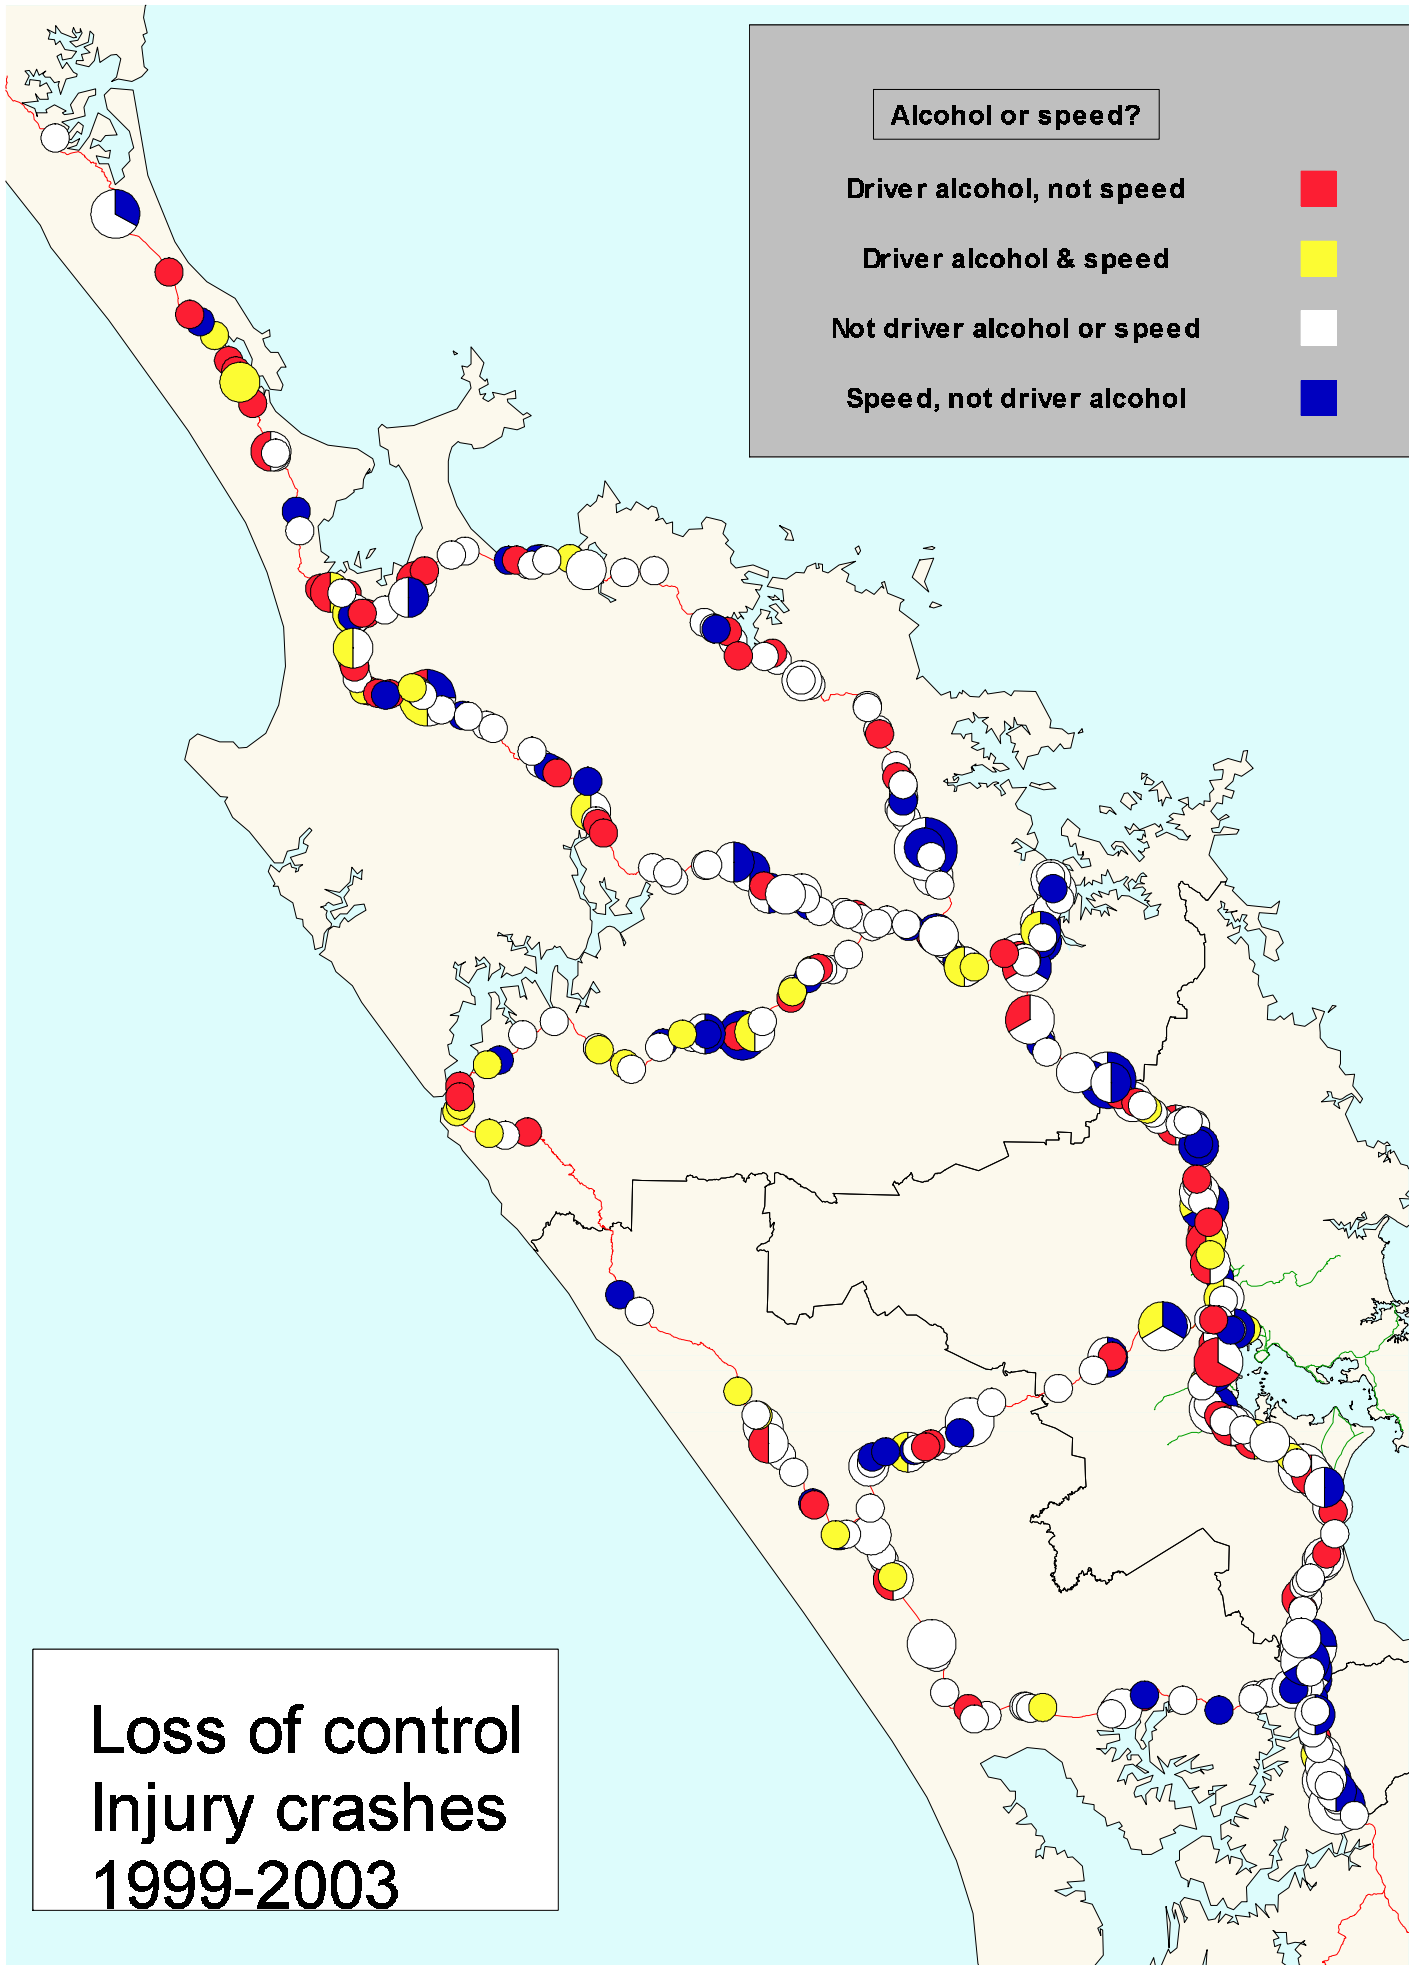 Alcohol or speed?
Driver alcohol, not speed
Driver alcohol & speed
Not driver alcohol or speed
Speed, not driver alcohol
Loss of control
Injury crashes
1999-2003